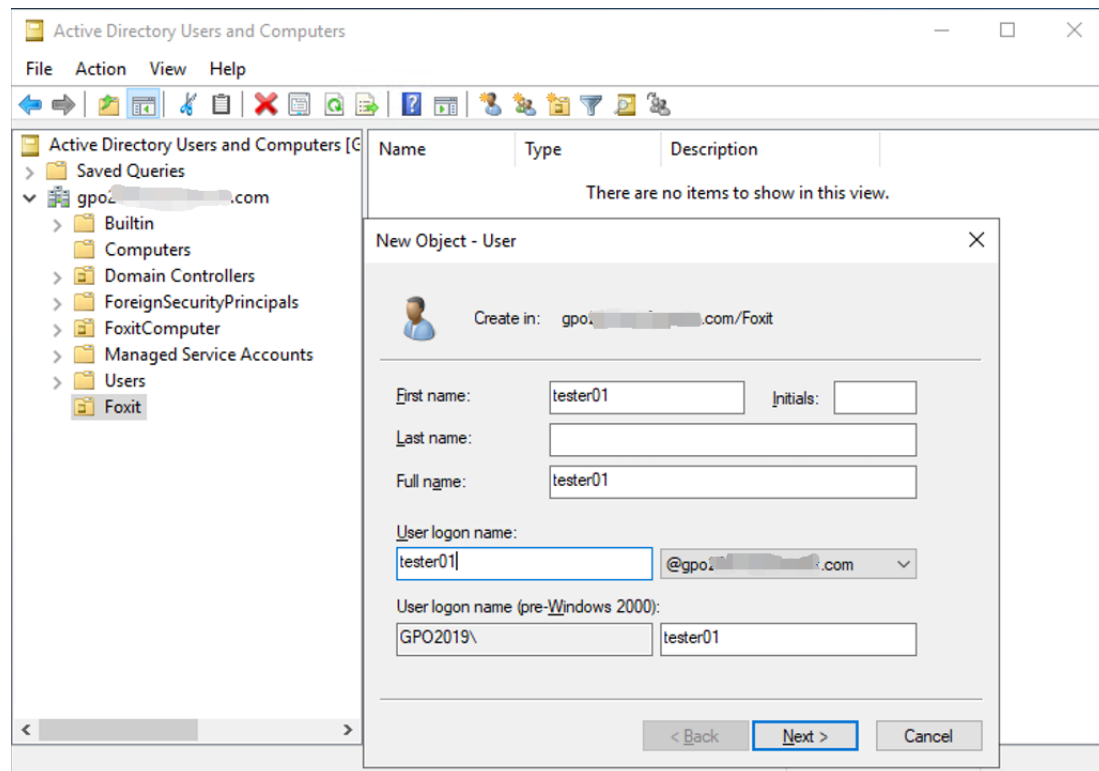 Active Directory Users and Computers
File Action View Help
Active Directory Users and Computers [G
Saved Queries
.com
Builtin
Computers
Domain Controllers
ForeignSecurityPrincipals
FoxitComputer
Managed Service Accounts
Users
Foxit
Name Type Description
There are no items to show in this view.
New Object - User
Create in: .com/Foxit
First name: tester01 Initials:
Last name:
Full name: tester01
User logon name:
tester01 .com
User logon name (pre-Windows 2000):
GPO2019\ tester01
< Back Next > Cancel